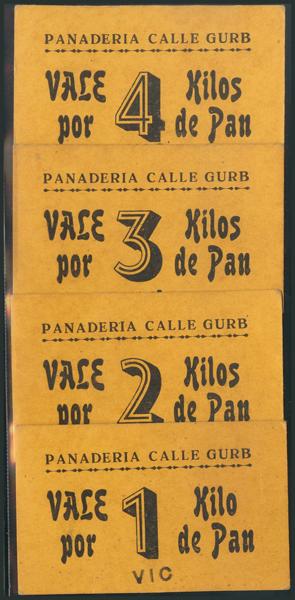 PANADERIA CALLE GURB
VALE 4 Kilos
por de Pan
PANADERIA CALLE GURB
VALE 3 Kilos
por de Pan
PANADERIA CALLE GURB
VALE 2 Kilos
por de Pan
PANADERIA CALLE GURB
VALE 1 Kilo
por de Pan
VIC